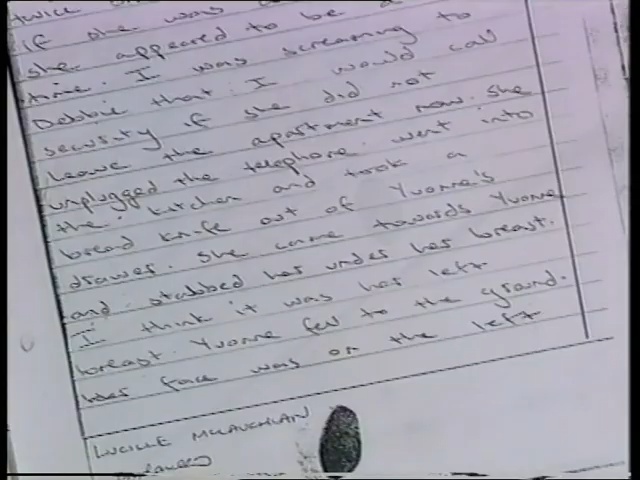 twice
if she was
she appeared to be a
time. I was screaming to
Debbie that I would call
security if she did not
leave the apartment now. She
unplugged the telephone. went into
the kitchen and took a
bread knife out of Yvonne's
drawer. She came towards Yvonne
and stabbed her under her breast.
I think it was her left
breast. Yvonne fell to the ground.
Her face was on the left
LUCILLE MCLAUCHLAN